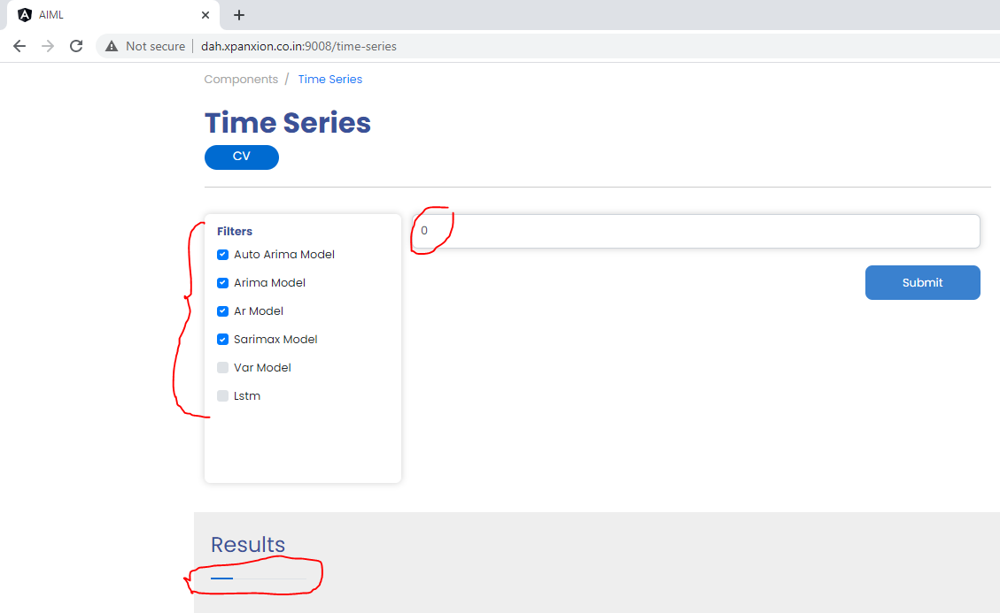 AIML
Not secure
dah.xpanxion.co.in:9008/time-series
Components / Time Series
Time Series
CV
Filters
0
Auto Arima Model
Arima Model
Submit
Ar Model
Sarimax Model
Var Model
Lstm
Results